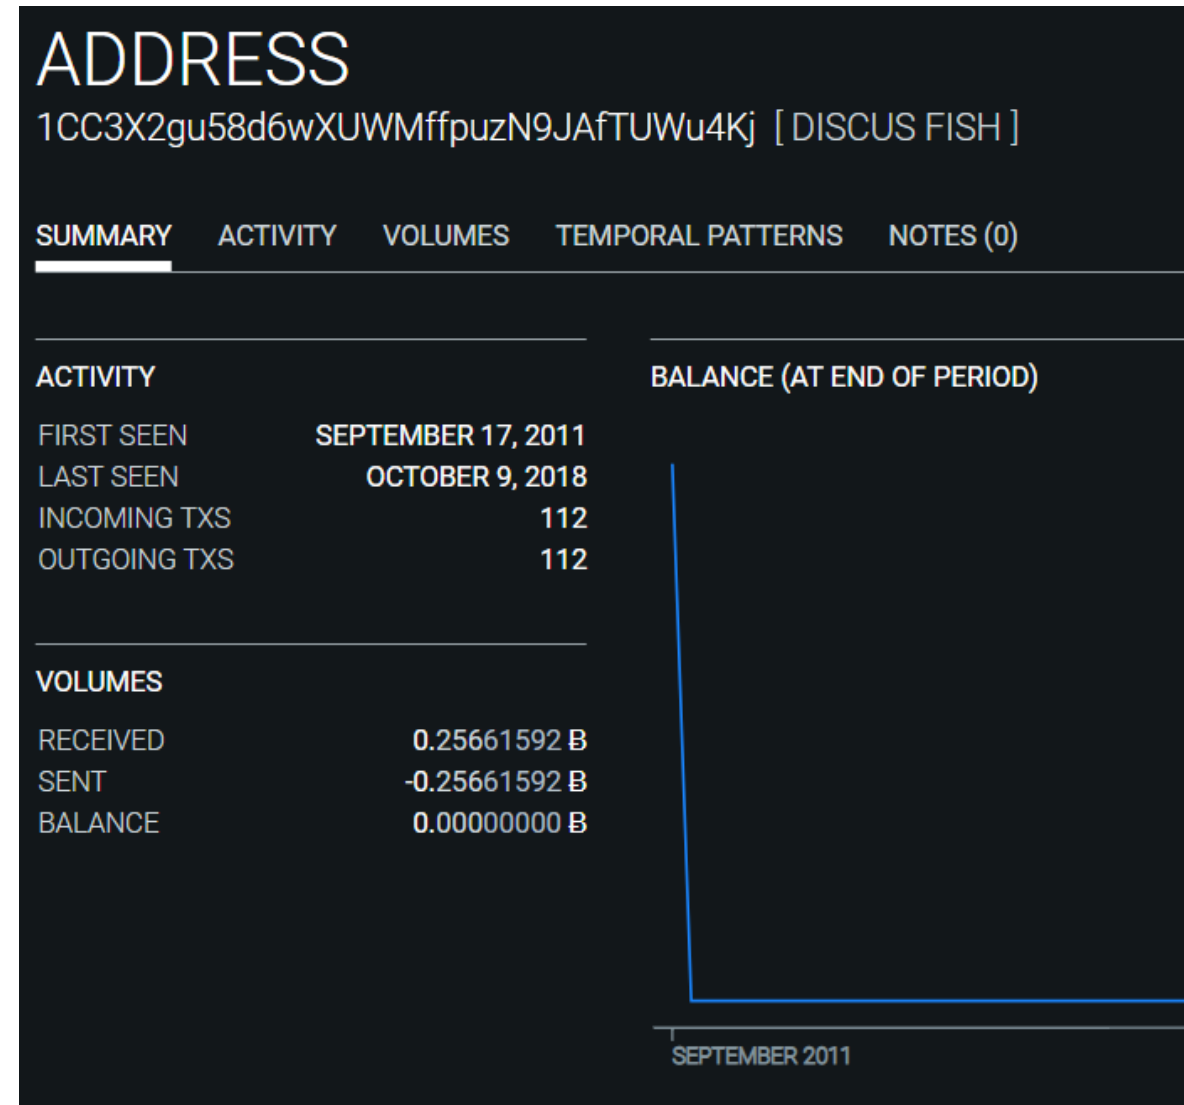 ADDRESS
1CC3X2gu58d6wXUWMffpuzN9JAfTUWu4Kj [ DISCUS FISH ]
SUMMARY ACTIVITY VOLUMES TEMPORAL PATTERNS NOTES (0)
ACTIVITY
FIRST SEEN SEPTEMBER 17, 2011
LAST SEEN OCTOBER 9, 2018
INCOMING TXS 112
OUTGOING TXS 112
VOLUMES
RECEIVED 0.25661592 Ƀ
SENT -0.25661592 Ƀ
BALANCE 0.00000000 Ƀ
BALANCE (AT END OF PERIOD)
SEPTEMBER 2011